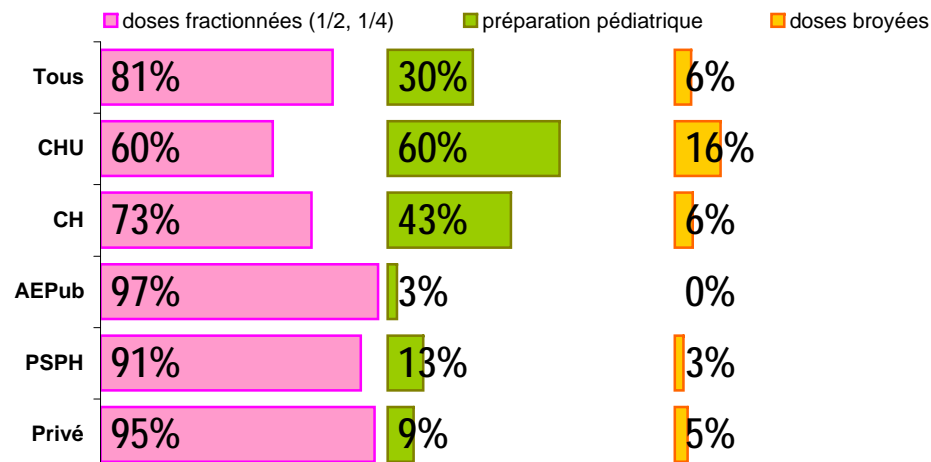 doses fractionnées (1/2, 1/4) préparation pédiatrique doses broyées
Tous 81% 30% 6%
CHU 60% 60% 16%
CH 73% 43% 6%
AEPub 97% 3% 0%
PSPH 91% 13% 3%
Privé 95% 9% 5%